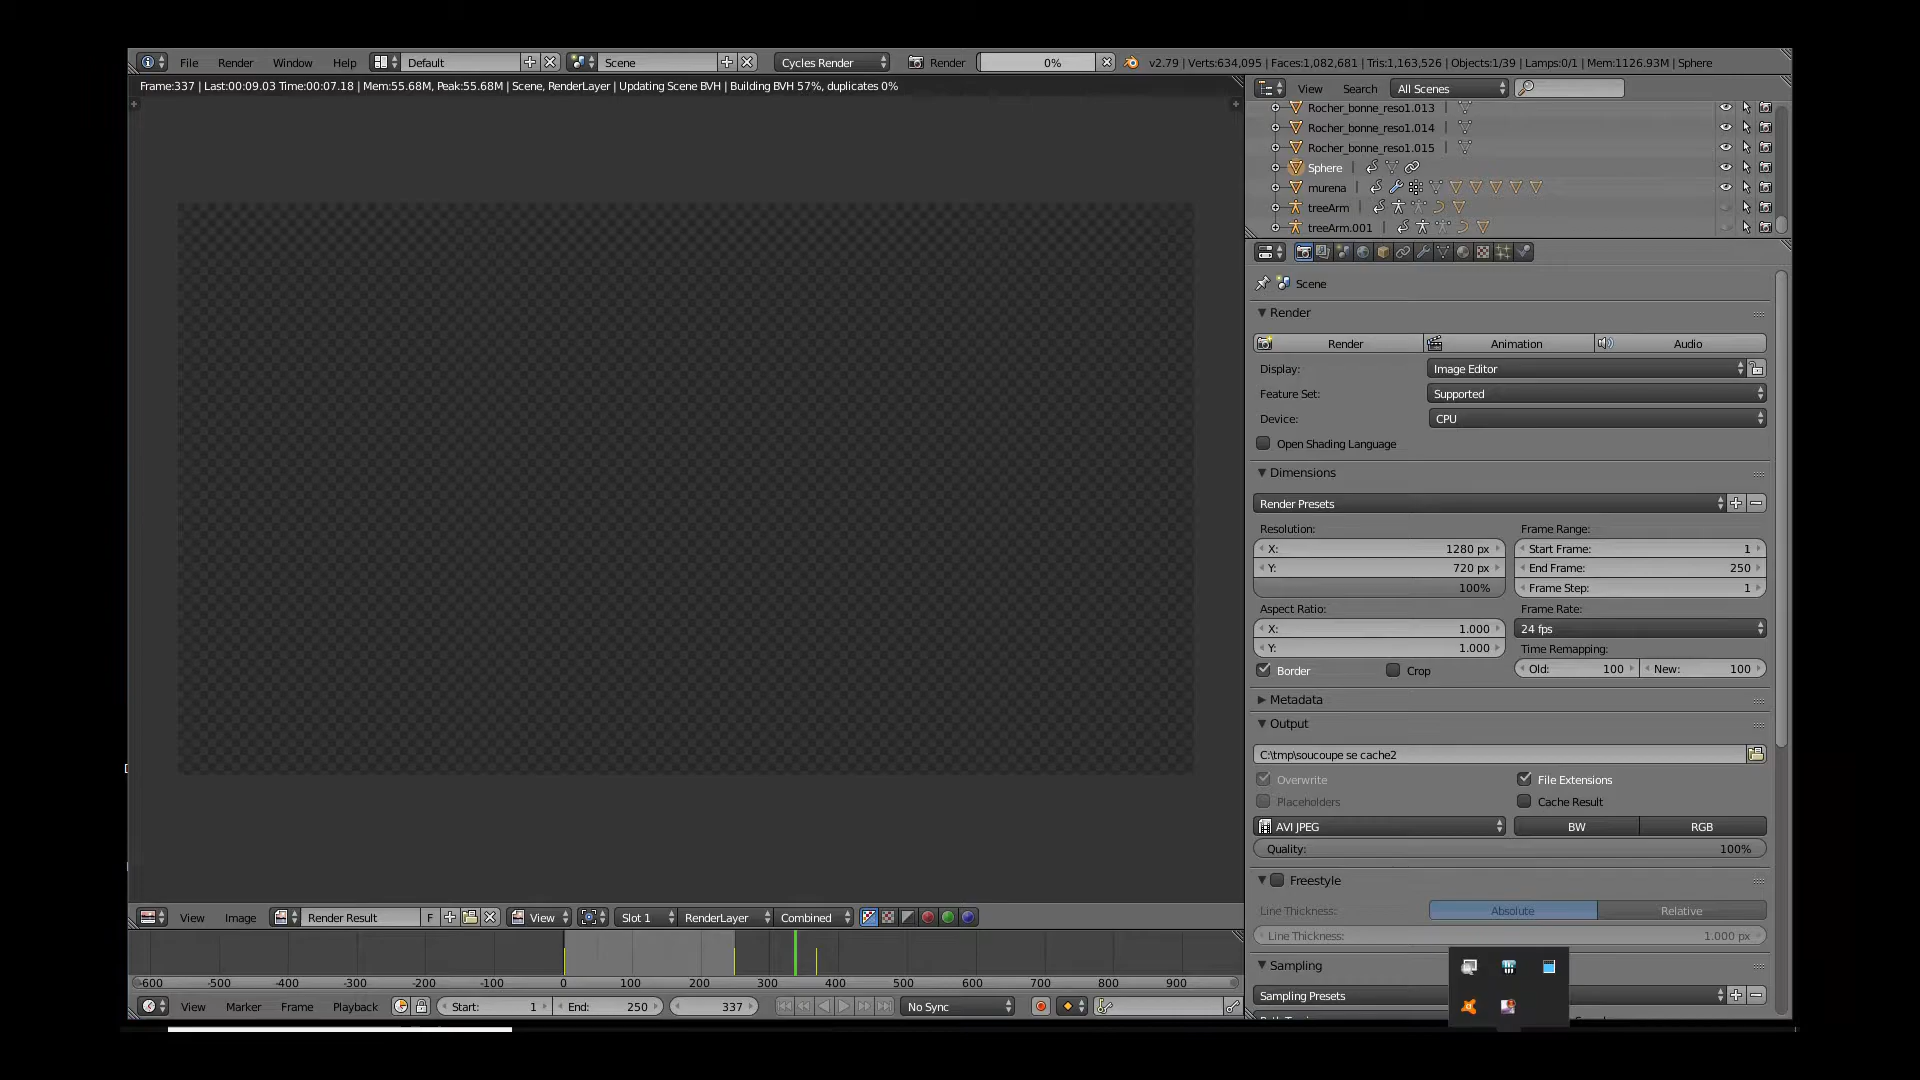 File Render Window Help Default Scene Cycles Render Render 0% v2.79 | Verts:634,095 | Faces:1,082,681 | Tris:1,163,526 | Objects:1/39 | Lamps:0/1 | Mem:1126.93M | Sphere
Frame:337 | Last:00:09.03 Time:00:07.18 | Mem:55.68M, Peak:55.68M | Scene, RenderLayer | Updating Scene BVH | Building BVH 57%, duplicates 0%
View Search All Scenes
Rocher_bonne_reso1.013
Rocher_bonne_reso1.014
Rocher_bonne_reso1.015
Sphere
murena
treeArm
treeArm.001
Scene
Render
Render Animation Audio
Display: Image Editor
Feature Set: Supported
Device: CPU
Open Shading Language
Dimensions
Render Presets
Resolution: Frame Range:
X: 1280 px Start Frame: 1
Y: 720 px End Frame: 250
100% Frame Step: 1
Aspect Ratio: Frame Rate:
X: 1.000 24 fps
Y: 1.000 Time Remapping:
Border Crop Old: 100 New: 100
Metadata
Output
C:\tmp\soucoupe se cache2
Overwrite File Extensions
Placeholders Cache Result
AVI JPEG BW RGB
Quality: 100%
Freestyle
Line Thickness: Absolute Relative
Line Thickness: 1.000 px
Sampling
Sampling Presets
View Image Render Result F View Slot 1 RenderLayer Combined
-600 -500 -400 -300 -200 -100 0 100 200 300 400 500 600 700 800 900
View Marker Frame Playback Start: 1 End: 250 337 No Sync